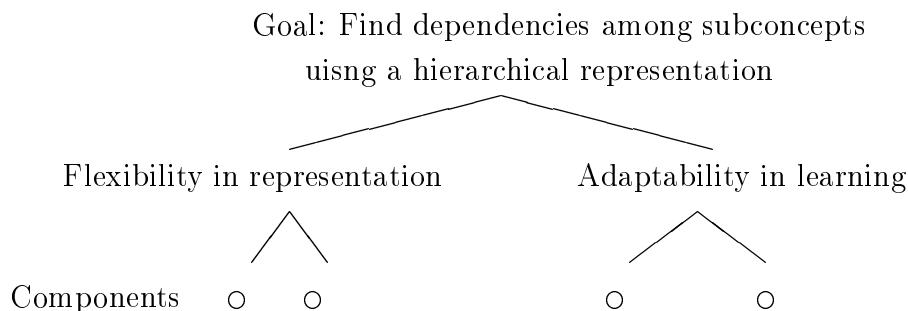 Goal: Find dependencies among subconcepts
uisng a hierarchical representation
Flexibility in representation
Adaptability in learning
Components